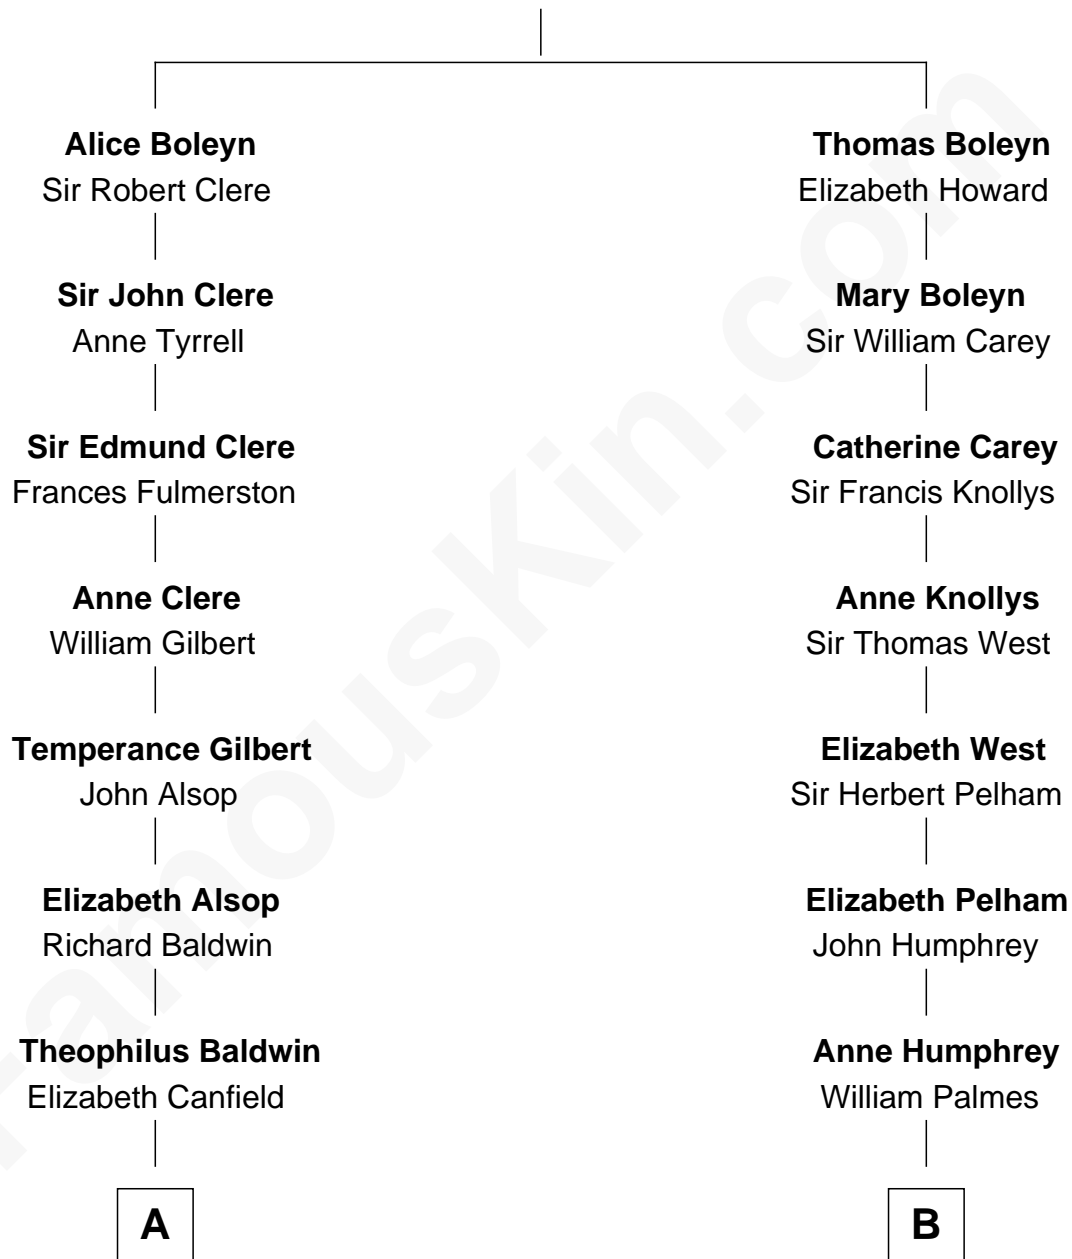 Alice Boleyn
Sir Robert Clere
Sir John Clere
Anne Tyrrell
Sir Edmund Clere
Frances Fulmerston
Anne Clere
William Gilbert
Temperance Gilbert
John Alsop
Elizabeth Alsop
Richard Baldwin
Theophilus Baldwin
Elizabeth Canfield
A
Thomas Boleyn
Elizabeth Howard
Mary Boleyn
Sir William Carey
Catherine Carey
Sir Francis Knollys
Anne Knollys
Sir Thomas West
Elizabeth West
Sir Herbert Pelham
Elizabeth Pelham
John Humphrey
Anne Humphrey
William Palmes
B
FamousKin.com